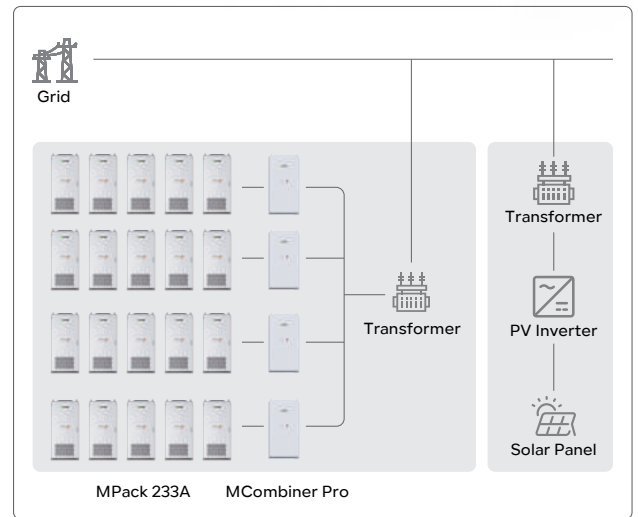 Grid
Transformer
Transformer
PV Inverter
Solar Panel
MPack 233A
MCombiner Pro